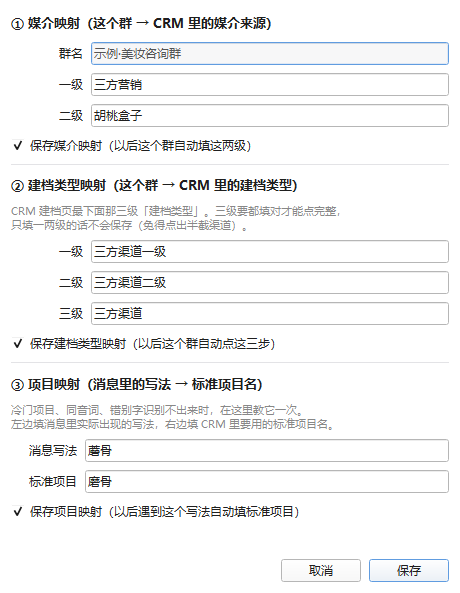 ① 媒介映射（这个群 → CRM 里的媒介来源）
群名 示例·美妆咨询群
一级 三方营销
二级 胡桃盒子
✔ 保存媒介映射（以后这个群自动填这两级）
② 建档类型映射（这个群 → CRM 里的建档类型）
CRM 建档页最下面那三级「建档类型」。三级要都填对才能点完整，
只填一两级的话不会保存（免得点出半截渠道）。
一级 三方渠道一级
二级 三方渠道二级
三级 三方渠道
✔ 保存建档类型映射（以后这个群自动点这三步）
③ 项目映射（消息里的写法 → 标准项目名）
冷门项目、同音词、错别字识别不出来时，在这里教它一次。
左边填消息里实际出现的写法，右边填 CRM 里要用的标准项目名。
消息写法 蘑骨
标准项目 磨骨
✔ 保存项目映射（以后遇到这个写法自动填标准项目）
取消 保存